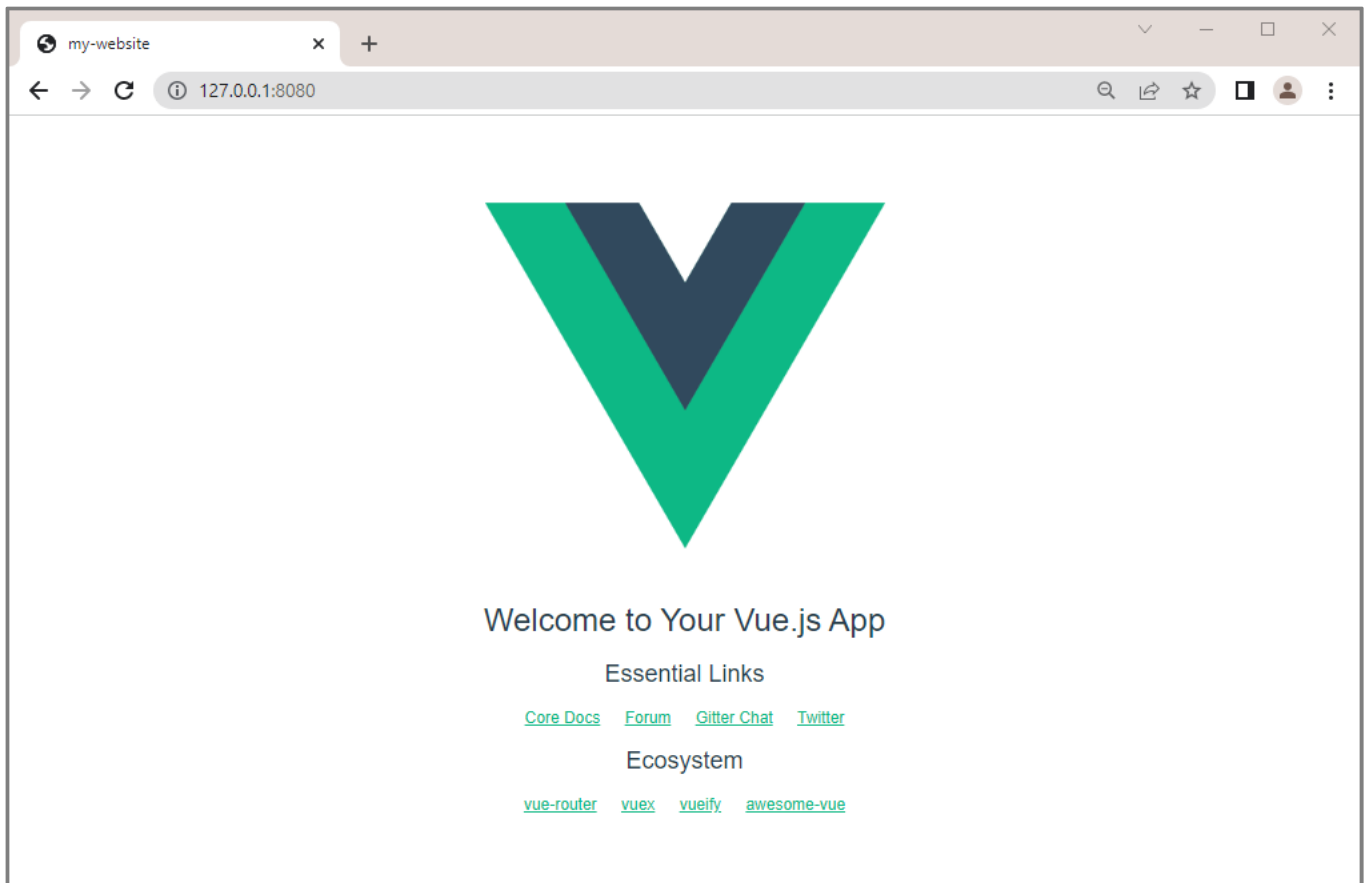 my-website
127.0.0.1:8080
Welcome to Your Vue.js App
Essential Links
Core Docs Forum Gitter Chat Twitter
Ecosystem
vue-router vuex vueify awesome-vue